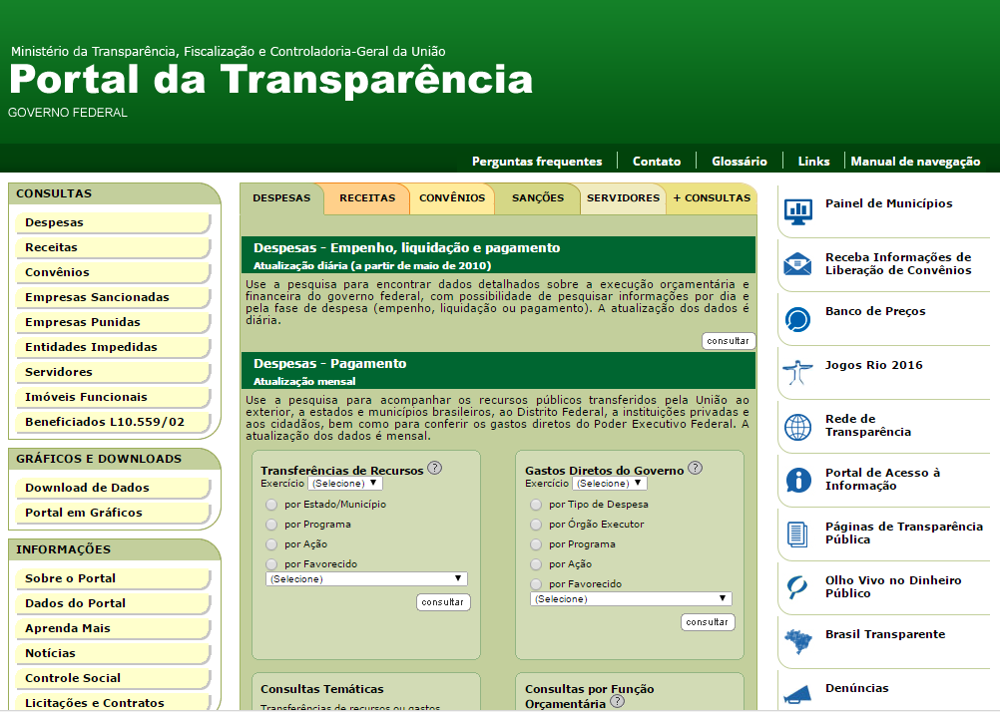 Ministério da Transparência, Fiscalização e Controladoria-Geral da União
Portal da Transparência
GOVERNO FEDERAL
Perguntas frequentes
Contato
Glossário
Links
Manual de navegação
CONSULTAS
Despesas
Receitas
Convênios
Empresas Sancionadas
Empresas Punidas
Entidades Impedidas
Servidores
Imóveis Funcionais
Beneficiados L10.559/02
GRÁFICOS E DOWNLOADS
Download de Dados
Portal em Gráficos
INFORMAÇÕES
Sobre o Portal
Dados do Portal
Aprenda Mais
Notícias
Controle Social
Licitações e Contratos
DESPESAS
RECEITAS
CONVÊNIOS
SANÇÕES
SERVIDORES
+ CONSULTAS
Despesas - Empenho, liquidação e pagamento
Atualização diária (a partir de maio de 2010)
Use a pesquisa para encontrar dados detalhados sobre a execução orçamentária e
financeira do governo federal, com possibilidade de pesquisar informações por dia e
pela fase de despesa (empenho, liquidação ou pagamento). A atualização dos dados é
diária.
consultar
Despesas - Pagamento
Atualização mensal
Use a pesquisa para acompanhar os recursos públicos transferidos pela União ao
exterior, a estados e municípios brasileiros, ao Distrito Federal, a instituições privadas e
aos cidadãos, bem como para conferir os gastos diretos do Poder Executivo Federal. A
atualização dos dados é mensal.
Transferências de Recursos ?
Exercício (Selecione)
por Estado/Município
por Programa
por Ação
por Favorecido
(Selecione)
consultar
Gastos Diretos do Governo ?
Exercício (Selecione)
por Tipo de Despesa
por Órgão Executor
por Programa
por Ação
por Favorecido
(Selecione)
consultar
Consultas Temáticas
Transferências de recursos ou gastos
Consultas por Função
Orçamentária ?
Painel de Municípios
Receba Informações de
Liberação de Convênios
Banco de Preços
Jogos Rio 2016
Rede de
Transparência
Portal de Acesso à
Informação
Páginas de Transparência
Pública
Olho Vivo no Dinheiro
Público
Brasil Transparente
Denúncias